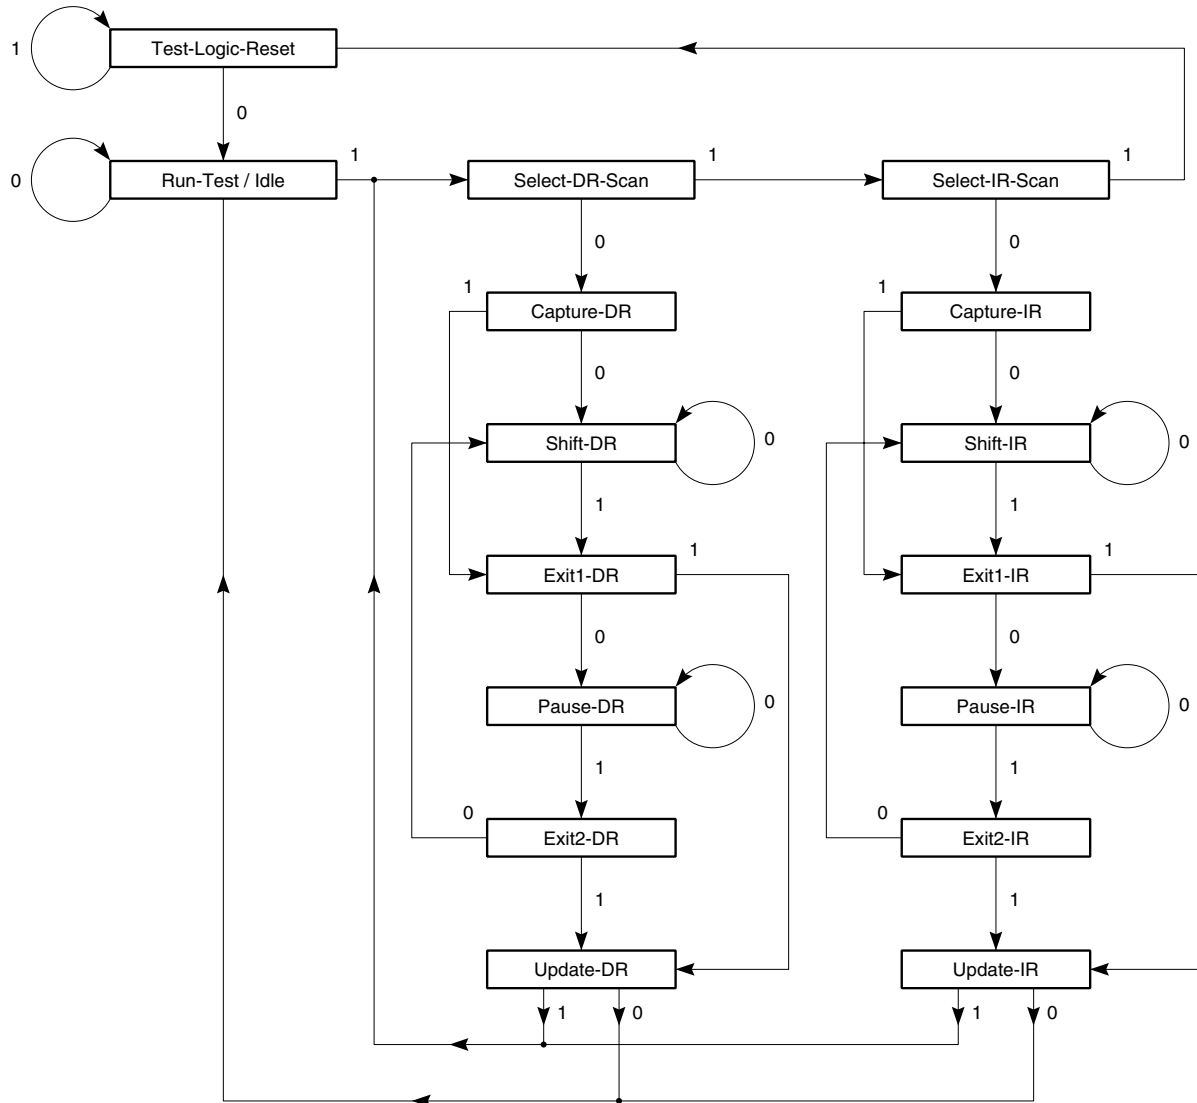 1 Test-Logic-Reset
0
0 Run-Test / Idle 1 Select-DR-Scan 1 Select-IR-Scan 1
0 0
1 Capture-DR 1 Capture-IR
0 0
Shift-DR 0 Shift-IR 0
1 1
Exit1-DR 1 Exit1-IR 1
0 0
Pause-DR 0 Pause-IR 0
1 1
0 Exit2-DR 0 Exit2-IR
1 1
Update-DR Update-IR
1 0 1 0